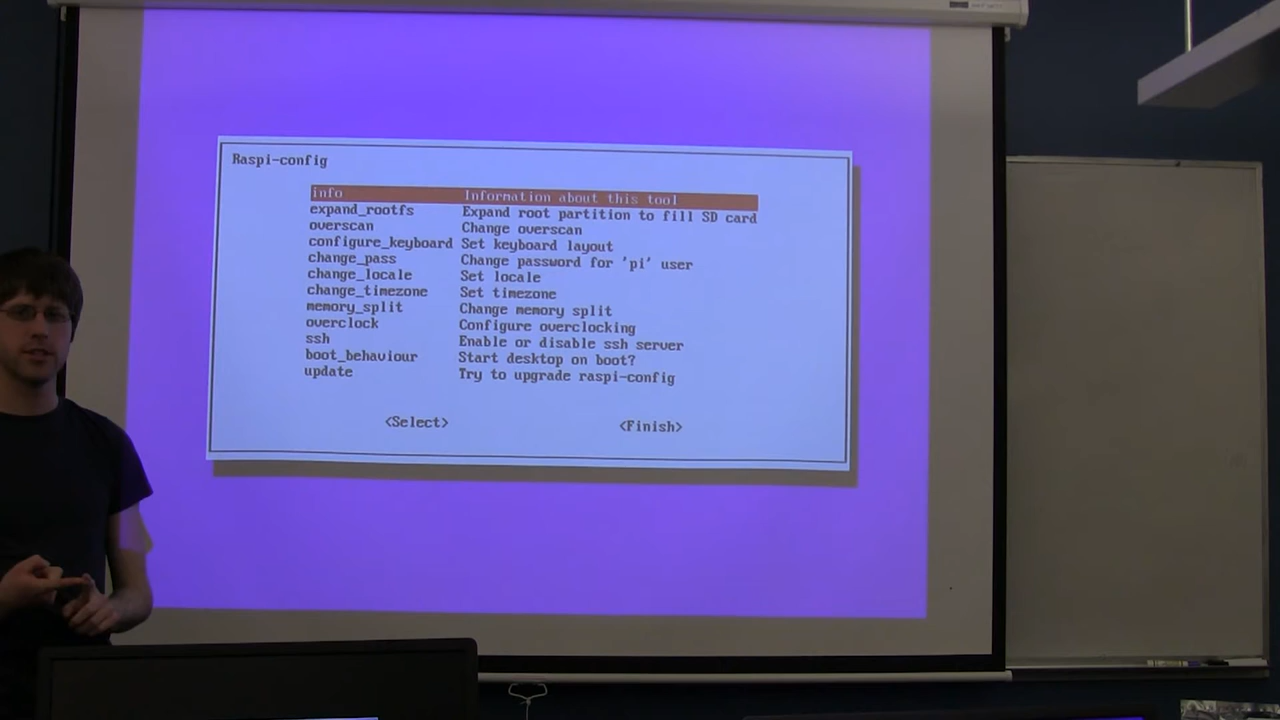 Raspi-config
info Information about this tool
expand_rootfs Expand root partition to fill SD card
overscan Change overscan
configure_keyboard Set keyboard layout
change_pass Change password for 'pi' user
change_locale Set locale
change_timezone Set timezone
memory_split Change memory split
overclock Configure overclocking
ssh Enable or disable ssh server
boot_behaviour Start desktop on boot?
update Try to upgrade raspi-config
<Select> <Finish>